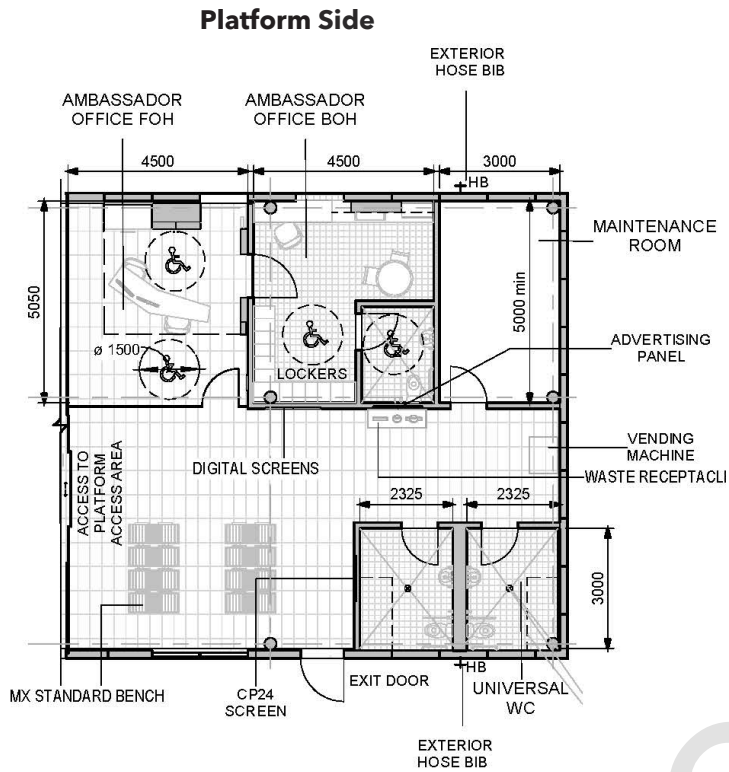 Platform Side
EXTERIOR
HOSE BIB
AMBASSADOR
OFFICE FOH
AMBASSADOR
OFFICE BOH
4500
4500
3000
HB
MAINTENANCE
ROOM
5050
5000 min
ø 1500
ADVERTISING
PANEL
LOCKERS
DIGITAL SCREENS
VENDING
MACHINE
WASTE RECEPTACLI
ACCESS TO
PLATFORM
ACCESS AREA
2325
2325
3000
MX STANDARD BENCH
CP24
SCREEN
EXIT DOOR
HB
UNIVERSAL
WC
EXTERIOR
HOSE BIB